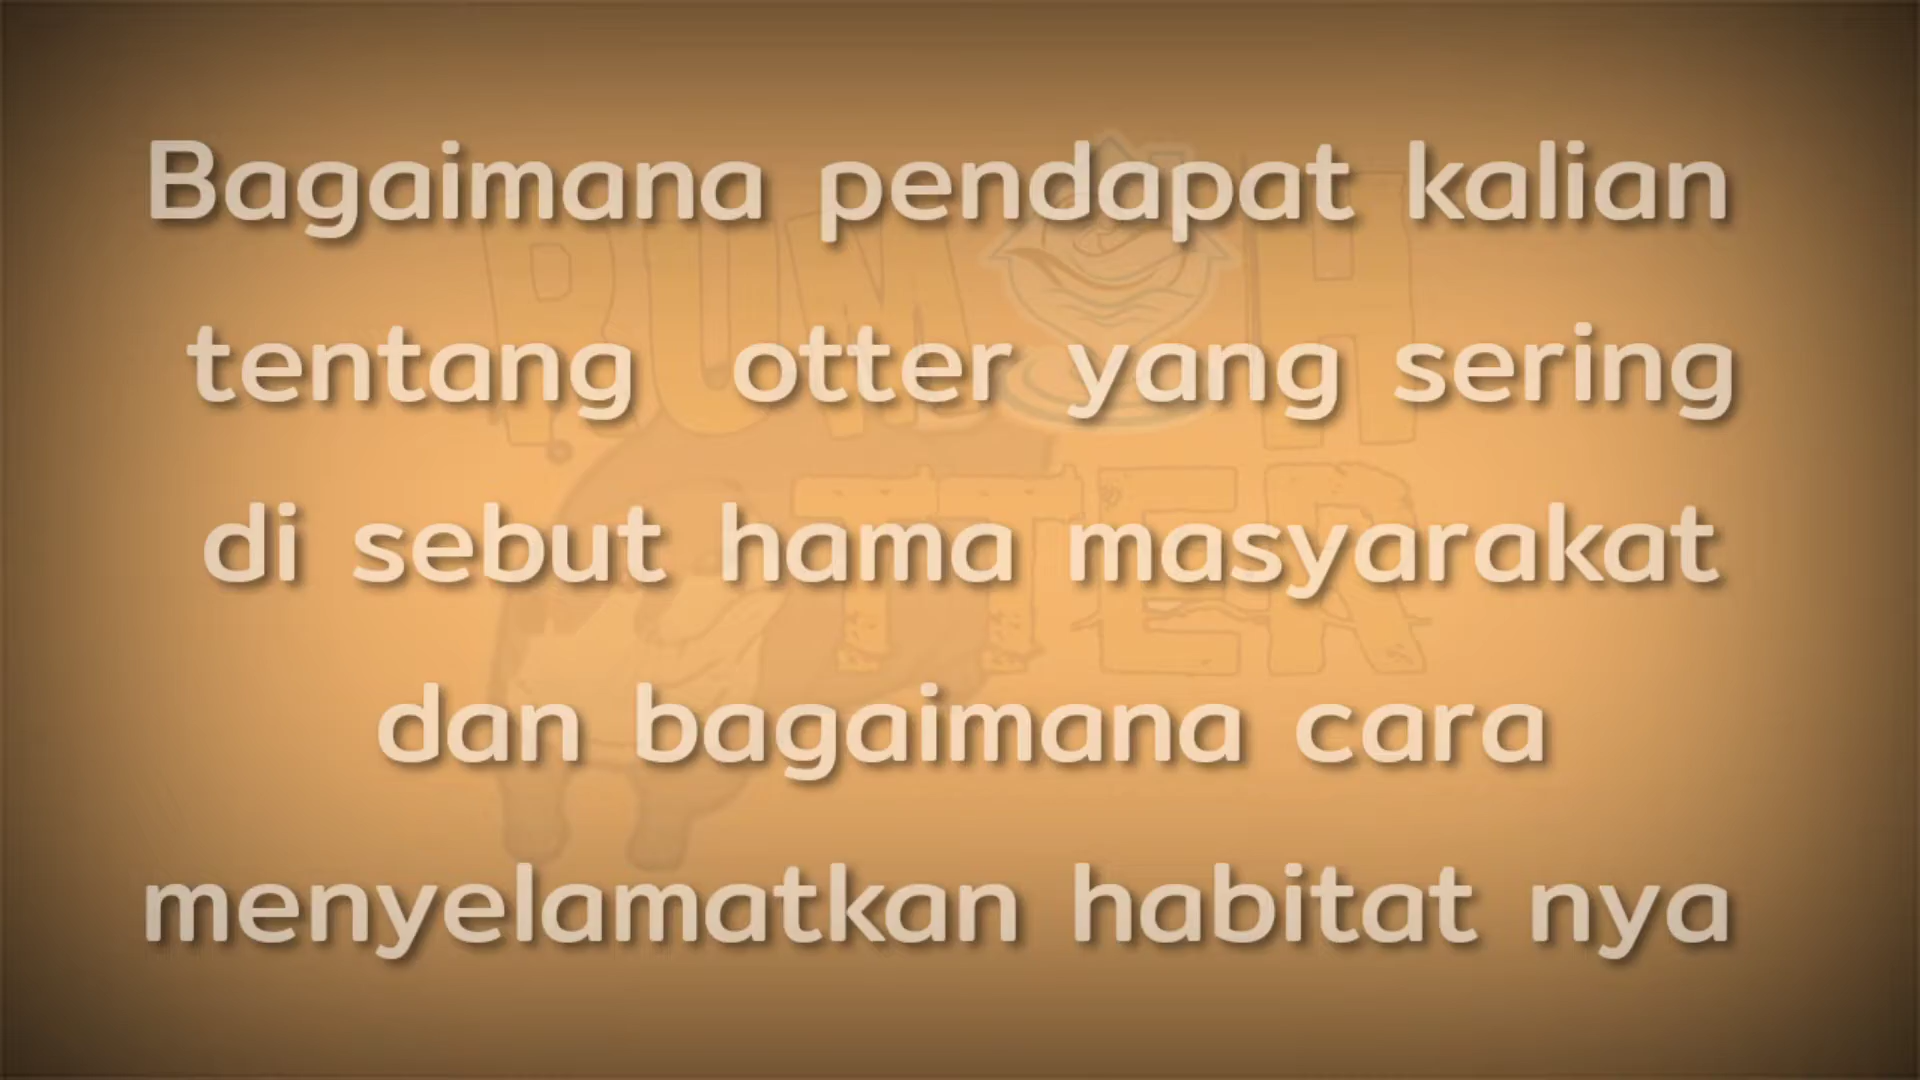 Bagaimana pendapat kalian
tentang otter yang sering
di sebut hama masyarakat
dan bagaimana cara
menyelamatkan habitat nya